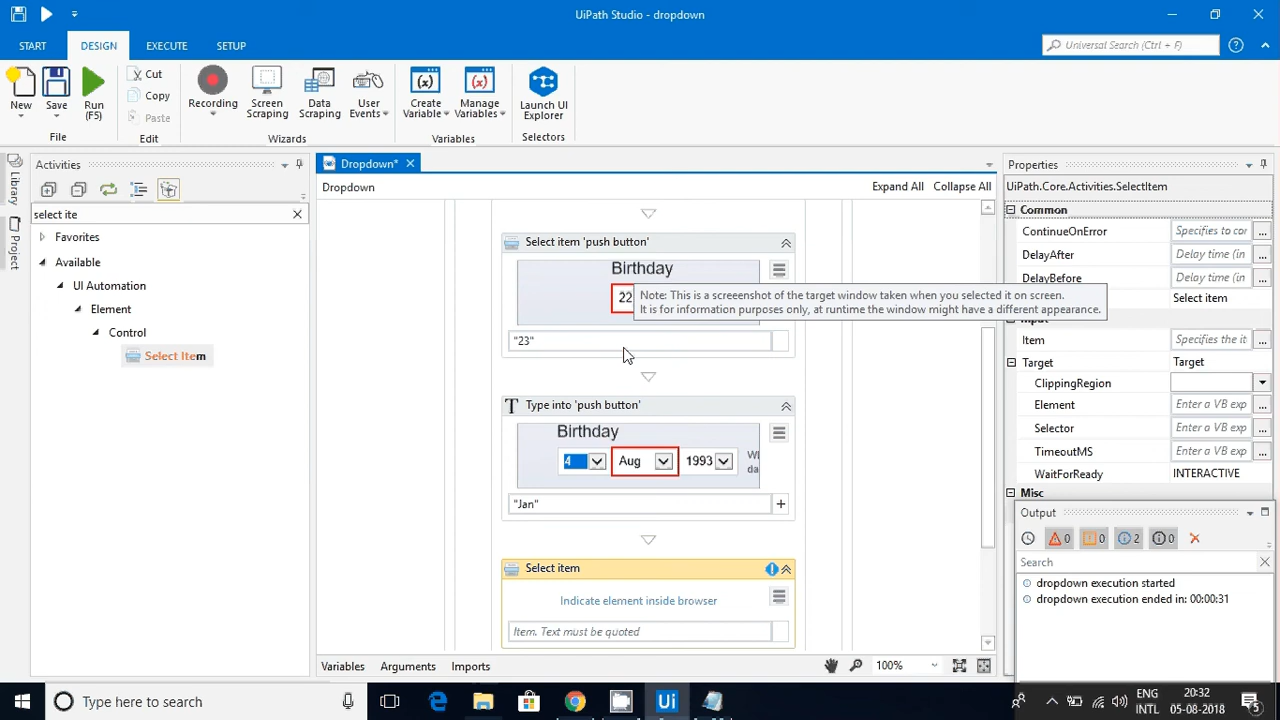 UiPath Studio - dropdown
START DESIGN EXECUTE SETUP
Universal Search (Ctrl + F)
New Save Run (F5)
Cut
Copy
Paste
Recording Screen Scraping Data Scraping User Events
Create Variable Manage Variables
Launch UI Explorer
File Edit Wizards Variables Selectors
Library
Project
Activities
select ite
Favorites
Available
UI Automation
Element
Control
Select Item
Dropdown*
Dropdown
Expand All Collapse All
Select item 'push button'
Birthday
22
Note: This is a screeenshot of the target window taken when you selected it on screen.
It is for information purposes only, at runtime the window might have a different appearance.
"23"
Type into 'push button'
Birthday
4 Aug 1993
"Jan"
Select item
Indicate element inside browser
Item. Text must be quoted
Variables Arguments Imports
100%
Properties
UiPath.Core.Activities.SelectItem
Common
ContinueOnError Specifies to cor
DelayAfter Delay time (in
DelayBefore Delay time (in
Select item
Item Specifies the it
Target Target
ClippingRegion
Element Enter a VB exp
Selector Enter a VB exp
TimeoutMS Enter a VB exp
WaitForReady INTERACTIVE
Misc
Output
0 0 2 0
Search
dropdown execution started
dropdown execution ended in: 00:00:31
Type here to search
Ui
ENG
INTL
20:32
05-08-2018
5